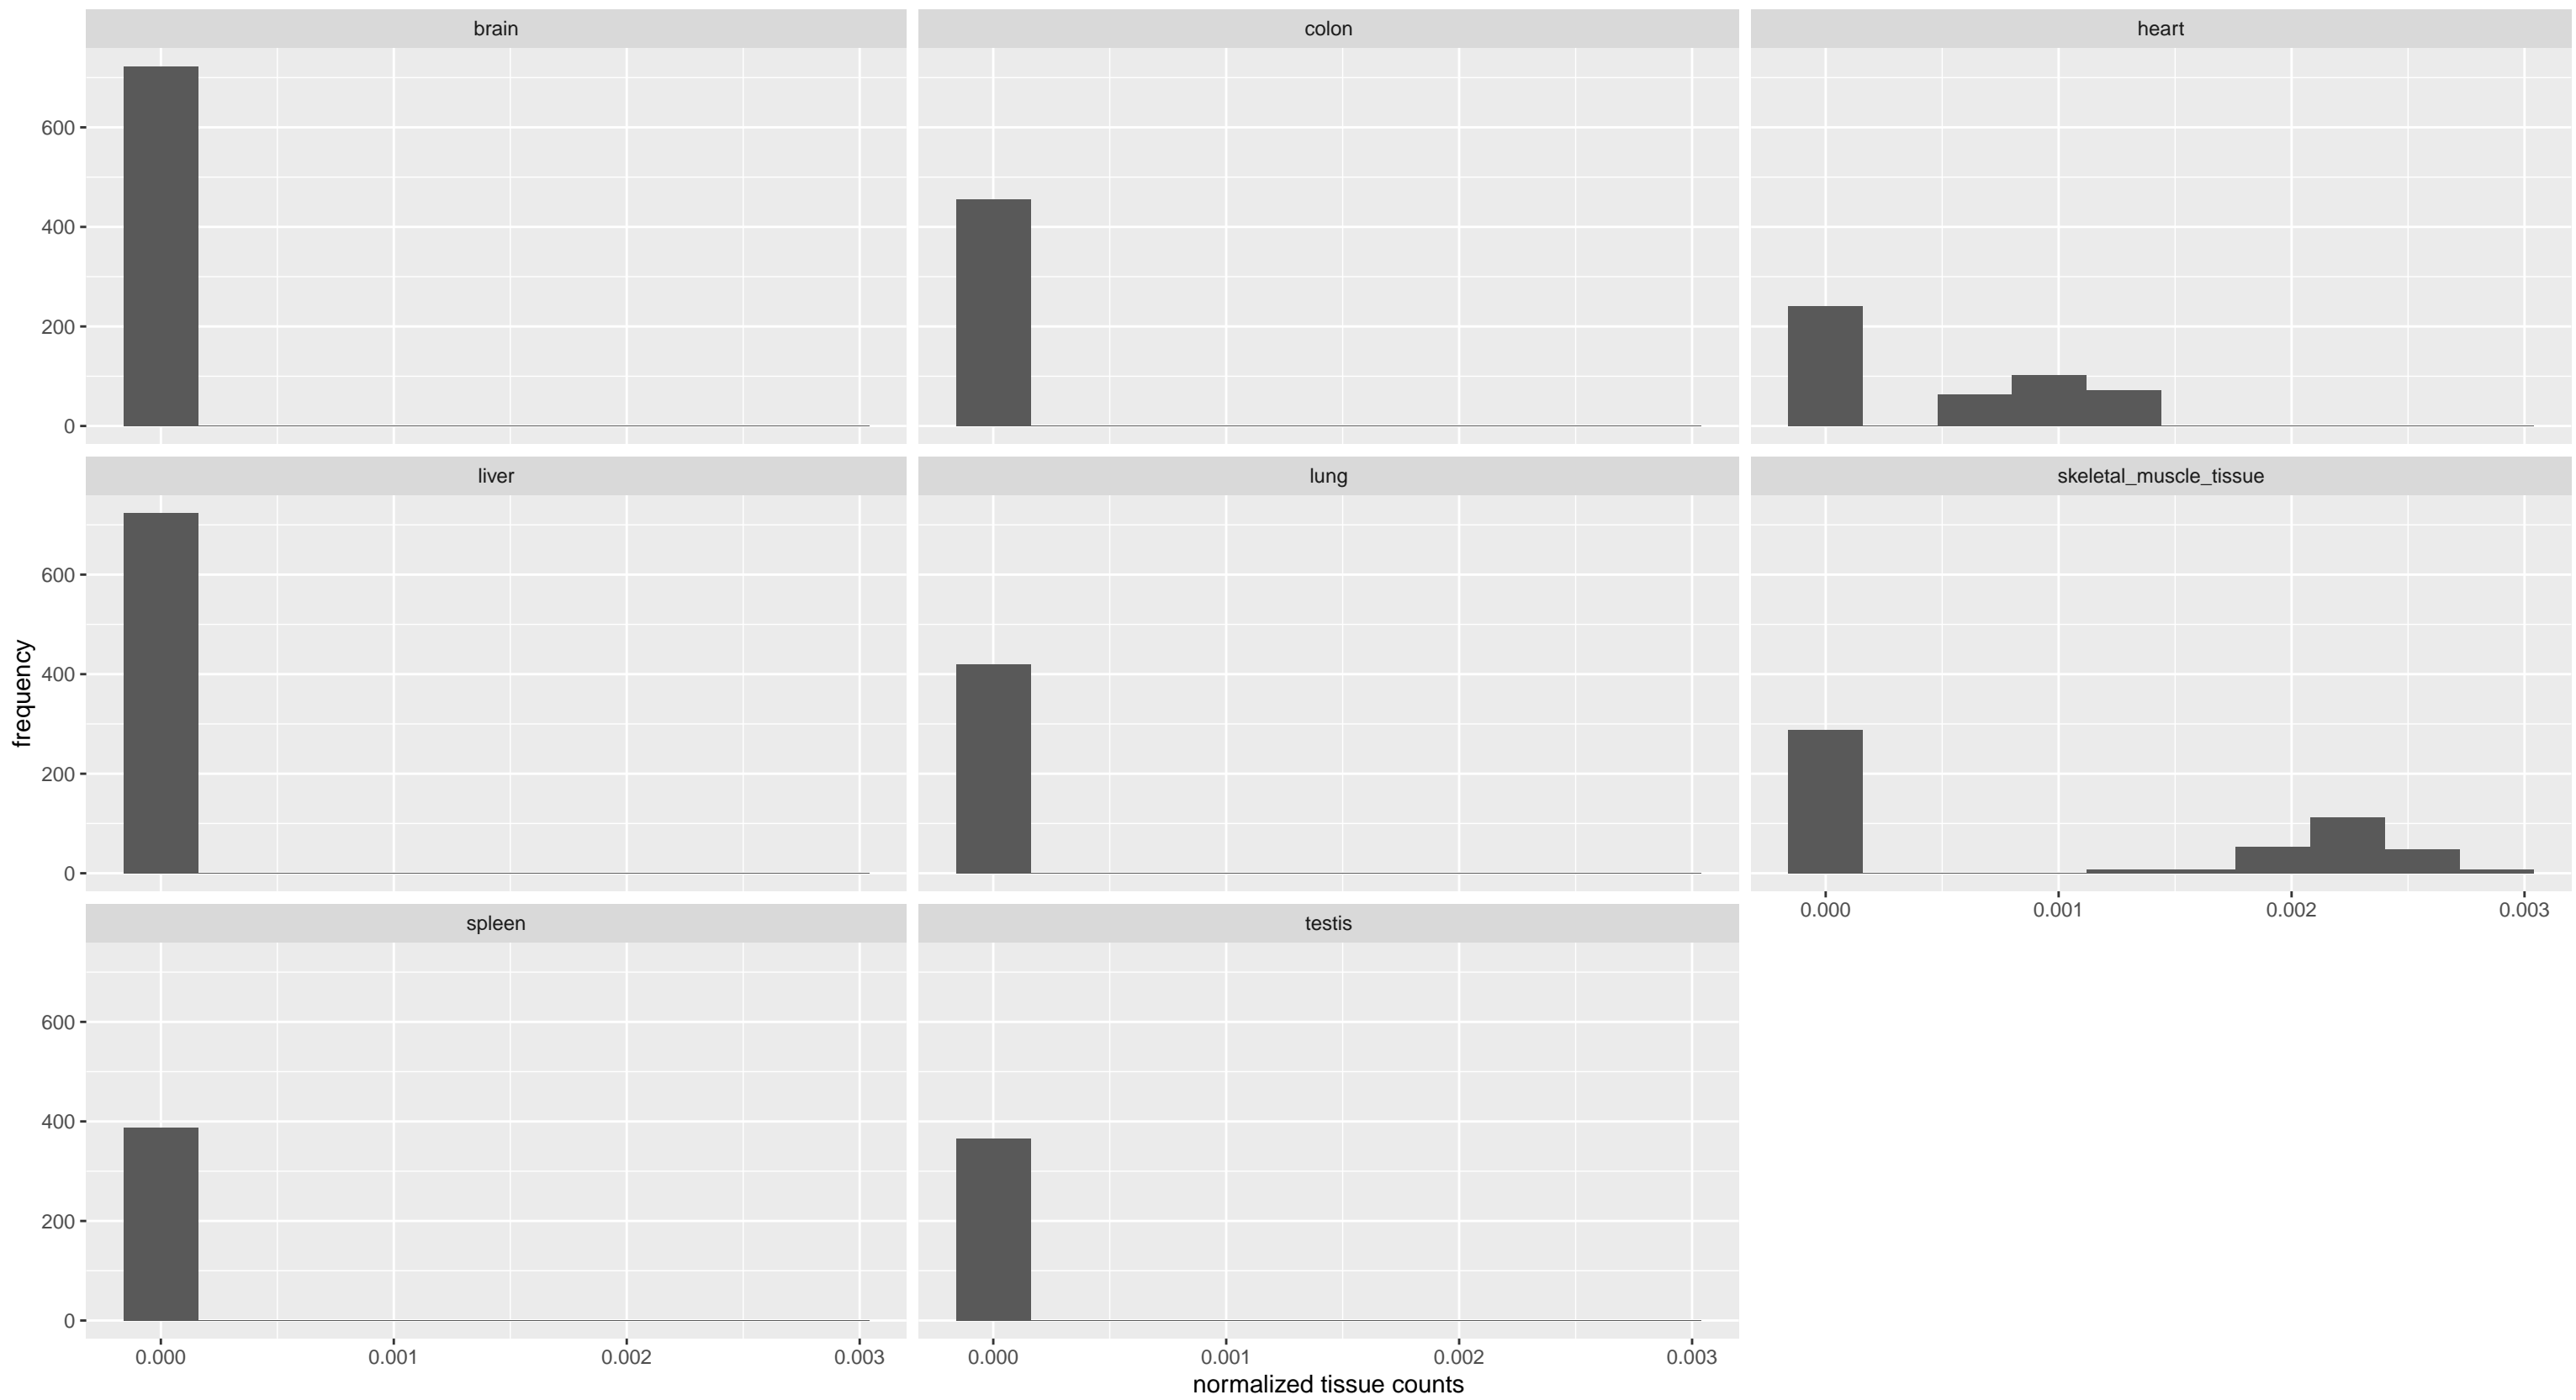 brain
colon
heart
600
400
200
0
liver
lung
skeletal_muscle_tissue
600
400
200
0
0.000 0.001 0.002 0.003
spleen
testis
600
400
200
0
0.000 0.001 0.002 0.003
0.000 0.001 0.002 0.003
frequency
normalized tissue counts